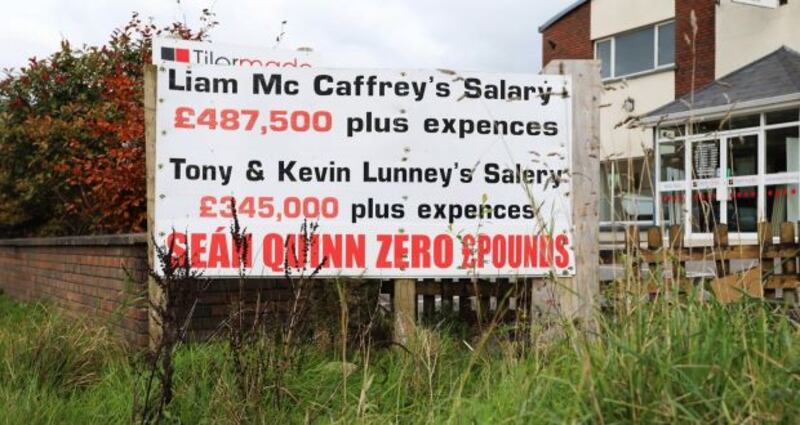 Tilermade
Liam Mc Caffrey's Salary
£487,500 plus expences
Tony & Kevin Lunney's Salery
£345,000 plus expences
SEÁN QUINN ZERO £POUNDS